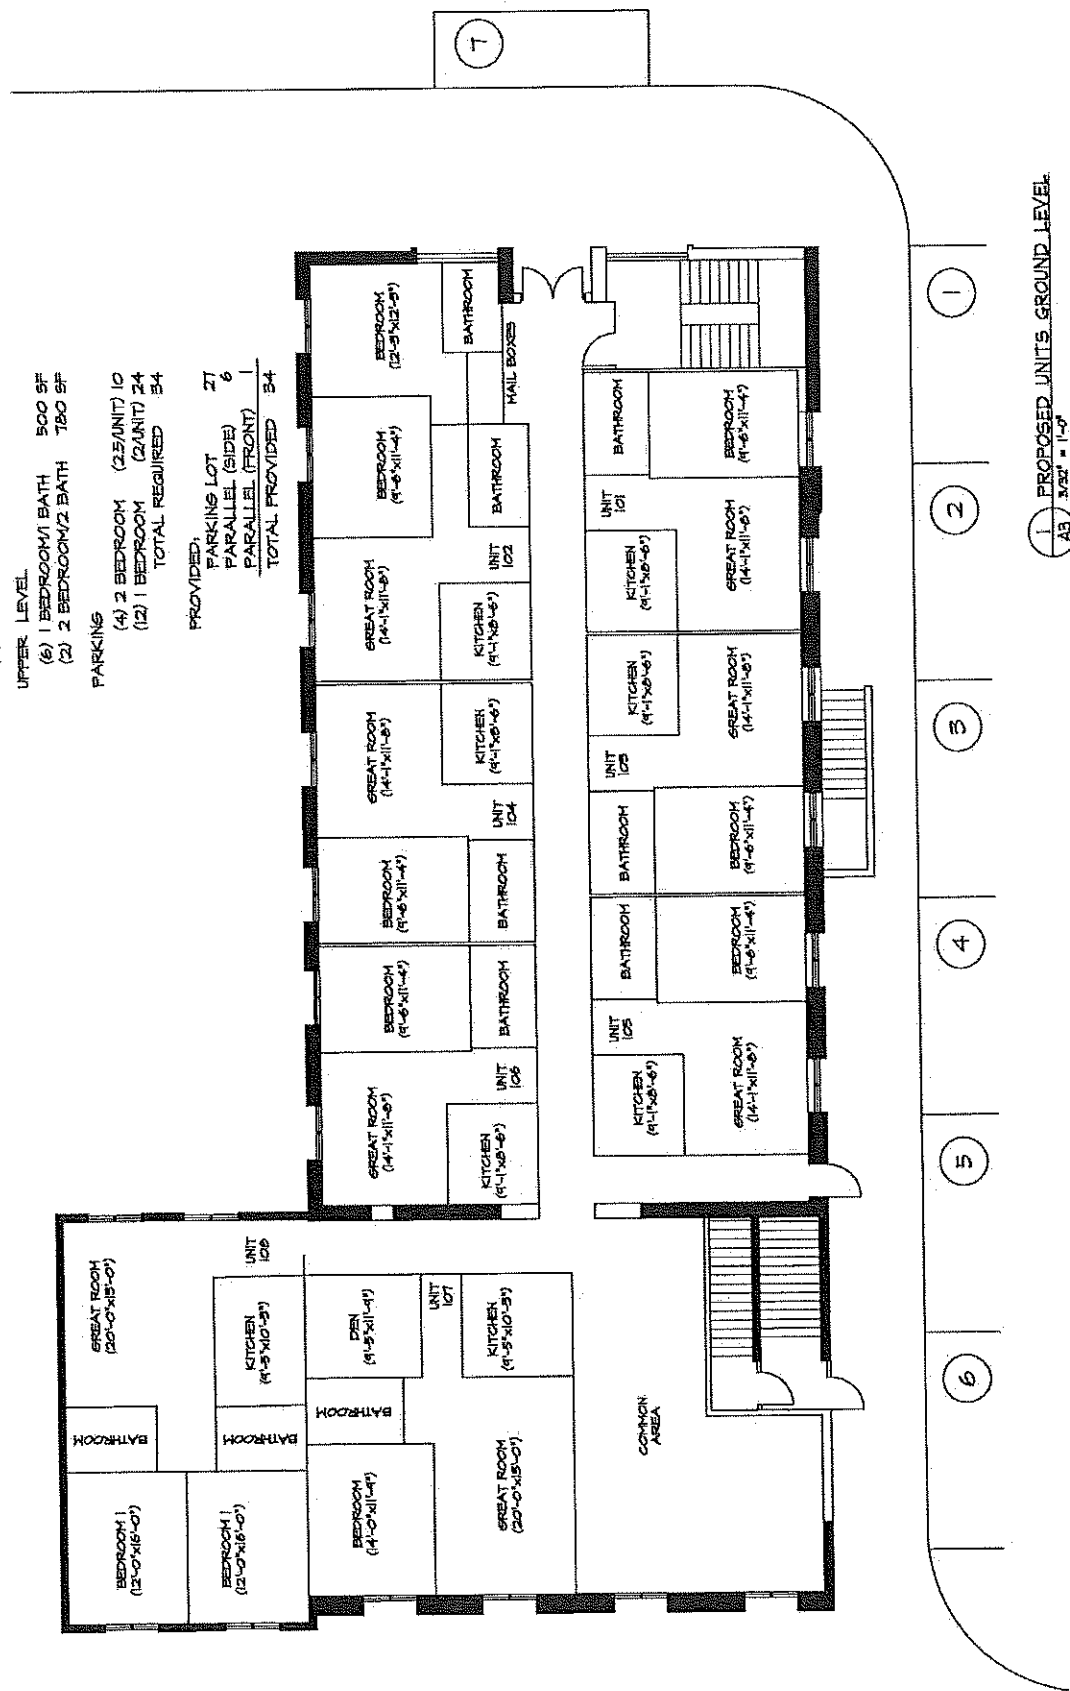 UPPER LEVEL
(6) 1 BEDROOM/1 BATH 500 SF
(2) 2 BEDROOM/2 BATH 780 SF
PARKING
(4) 2 BEDROOM (2.5/UNIT) 10
(12) 1 BEDROOM (2/UNIT) 24
TOTAL REQUIRED 34
PROVIDED:
PARKING LOT 27
PARALLEL (SIDE) 6
PARALLEL (FRONT) 1
TOTAL PROVIDED 34
GREAT ROOM
(20'-0"x15'-0")
UNIT
108
KITCHEN
(9'-5"x10'-5")
BATHROOM
BATHROOM
BEDROOM 1
(12'-0"x16'-0")
BEDROOM 1
(12'-0"x16'-0")
DEN
(9'-5"x11'-9")
UNIT
107
KITCHEN
(9'-5"x10'-5")
BATHROOM
BEDROOM
(14'-0"x11'-9")
GREAT ROOM
(20'-0"x15'-0")
COMMON
AREA
GREAT ROOM
(14'-1"x11'-8")
KITCHEN
(9'-1"x8'-6")
UNIT
106
BEDROOM
(9'-6"x11'-4")
BATHROOM
BEDROOM
(9'-6"x11'-4")
BATHROOM
UNIT
104
GREAT ROOM
(14'-1"x11'-8")
KITCHEN
(9'-1"x8'-6")
GREAT ROOM
(14'-1"x11'-8")
KITCHEN
(9'-1"x8'-6")
UNIT
102
BEDROOM
(9'-6"x11'-4")
BATHROOM
BEDROOM
(12'-5"x12'-5")
BATHROOM
MAIL BOXES
KITCHEN
(9'-1"x8'-6")
GREAT ROOM
(14'-1"x11'-8")
UNIT
105
BATHROOM
BEDROOM
(9'-6"x11'-4")
BATHROOM
BEDROOM
(9'-6"x11'-4")
UNIT
103
KITCHEN
(9'-1"x8'-6")
GREAT ROOM
(14'-1"x11'-8")
KITCHEN
(9'-1"x8'-6")
GREAT ROOM
(14'-1"x11'-8")
UNIT
101
BATHROOM
BEDROOM
(9'-6"x11'-4")
6
5
4
3
2
1
7
1
A3
PROPOSED UNITS GROUND LEVEL
3/32" = 1'-0"